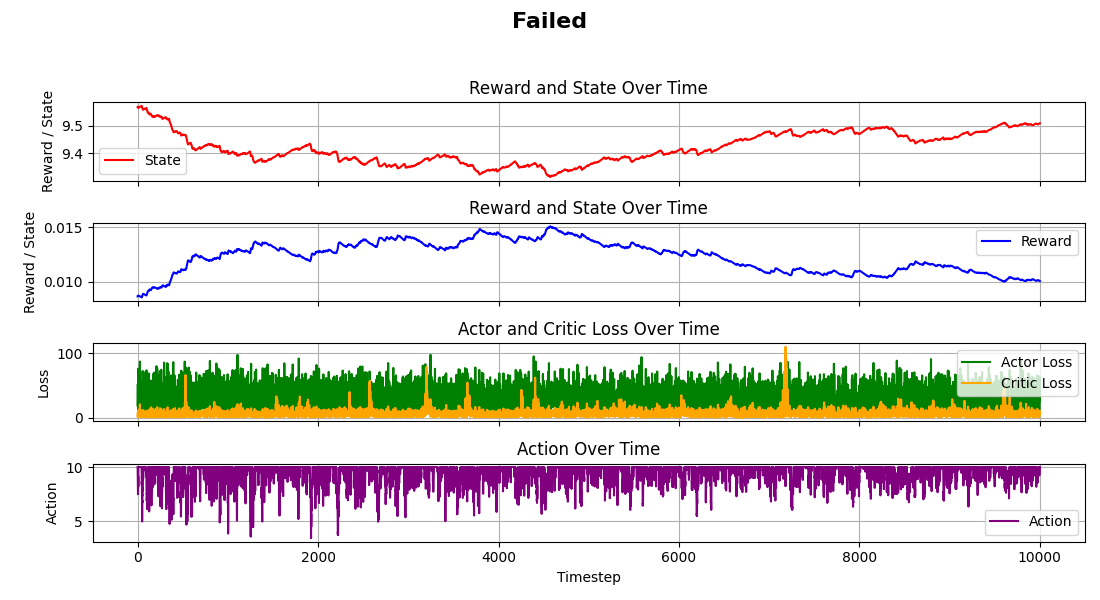 Failed
Reward and State Over Time
Reward / State
9.5
9.4
State
Reward and State Over Time
Reward / State
0.015
0.010
Reward
Actor and Critic Loss Over Time
Loss
100
0
Actor Loss
Critic Loss
Action Over Time
Action
10
5
Action
0 2000 4000 6000 8000 10000
Timestep